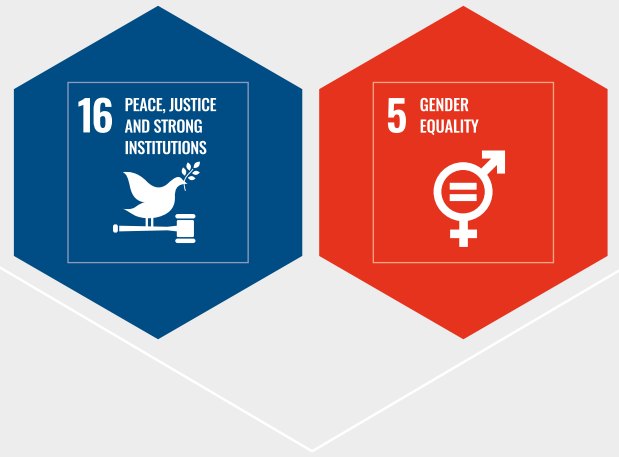 16 PEACE, JUSTICE
AND STRONG
INSTITUTIONS
5 GENDER
EQUALITY